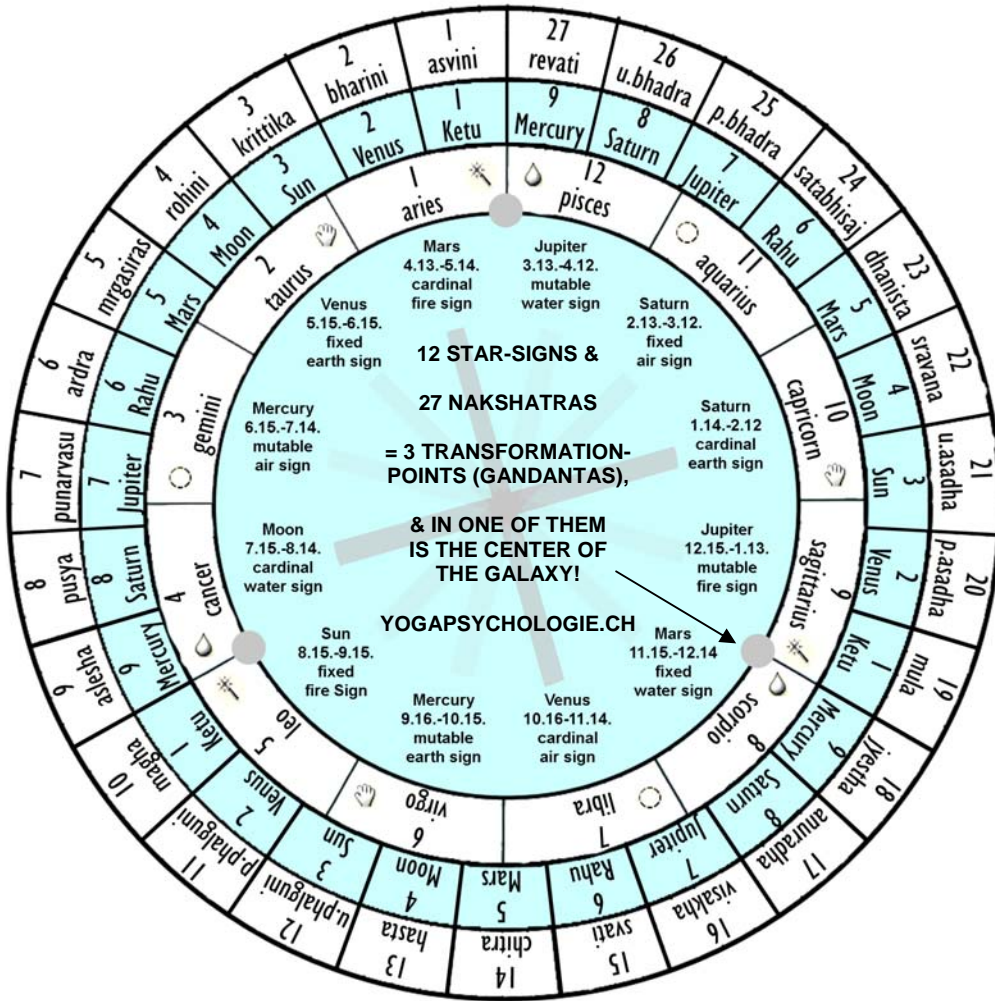 1
asvini
2
bharini
3
krittika
4
rohini
5
mrgasiras
6
ardra
7
punarvasu
8
pusya
9
aslesha
10
magha
11
p.phalguni
12
u.phalguni
13
hasta
14
chitra
15
svati
16
visakha
17
anuradha
18
jyestha
19
mula
20
p.asadha
21
u.asadha
22
sravana
23
dhanista
24
satabhisaj
25
p.bhadra
26
u.bhadra
27
revati
1
Ketu
2
Venus
3
Sun
4
Moon
5
Mars
6
Rahu
7
Jupiter
8
Saturn
9
Mercury
1
Ketu
2
Venus
3
Sun
4
Moon
5
Mars
6
Rahu
7
Jupiter
8
Saturn
9
Mercury
1
Ketu
2
Venus
3
Sun
4
Moon
5
Mars
6
Rahu
7
Jupiter
8
Saturn
9
Mercury
1
aries
2
taurus
3
gemini
4
cancer
5
leo
6
virgo
7
libra
8
scorpio
9
sagittarius
10
capricorn
11
aquarius
12
pisces
Mars
4.13.-5.14.
cardinal
fire sign
Venus
5.15.-6.15.
fixed
earth sign
Mercury
6.15.-7.14.
mutable
air sign
Moon
7.15.-8.14.
cardinal
water sign
Sun
8.15.-9.15.
fixed
fire Sign
Mercury
9.16.-10.15.
mutable
earth sign
Venus
10.16-11.14.
cardinal
air sign
Mars
11.15.-12.14
fixed
water sign
Jupiter
12.15.-1.13.
mutable
fire sign
Saturn
1.14.-2.12
cardinal
earth sign
Saturn
2.13.-3.12.
fixed
air sign
Jupiter
3.13.-4.12.
mutable
water sign
12 STAR-SIGNS &
27 NAKSHATRAS
= 3 TRANSFORMATION-
POINTS (GANDANTAS),
& IN ONE OF THEM
IS THE CENTER OF
THE GALAXY!
YOGAPSYCHOLOGIE.CH